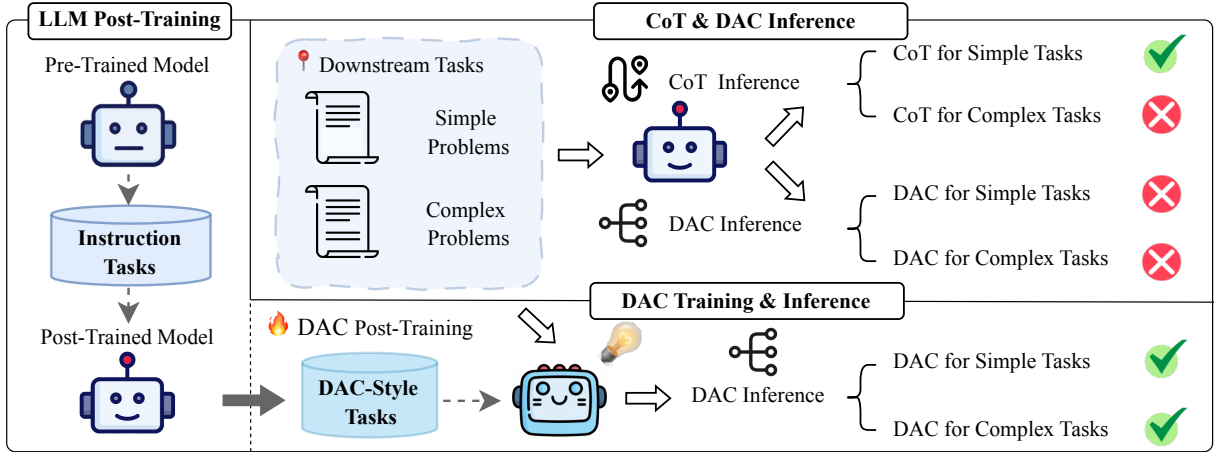 LLM Post-Training
Pre-Trained Model
Instruction
Tasks
Post-Trained Model
CoT & DAC Inference
Downstream Tasks
Simple
Problems
Complex
Problems
CoT Inference
DAC Inference
CoT for Simple Tasks
CoT for Complex Tasks
DAC for Simple Tasks
DAC for Complex Tasks
DAC Training & Inference
DAC Post-Training
DAC-Style
Tasks
DAC Inference
DAC for Simple Tasks
DAC for Complex Tasks